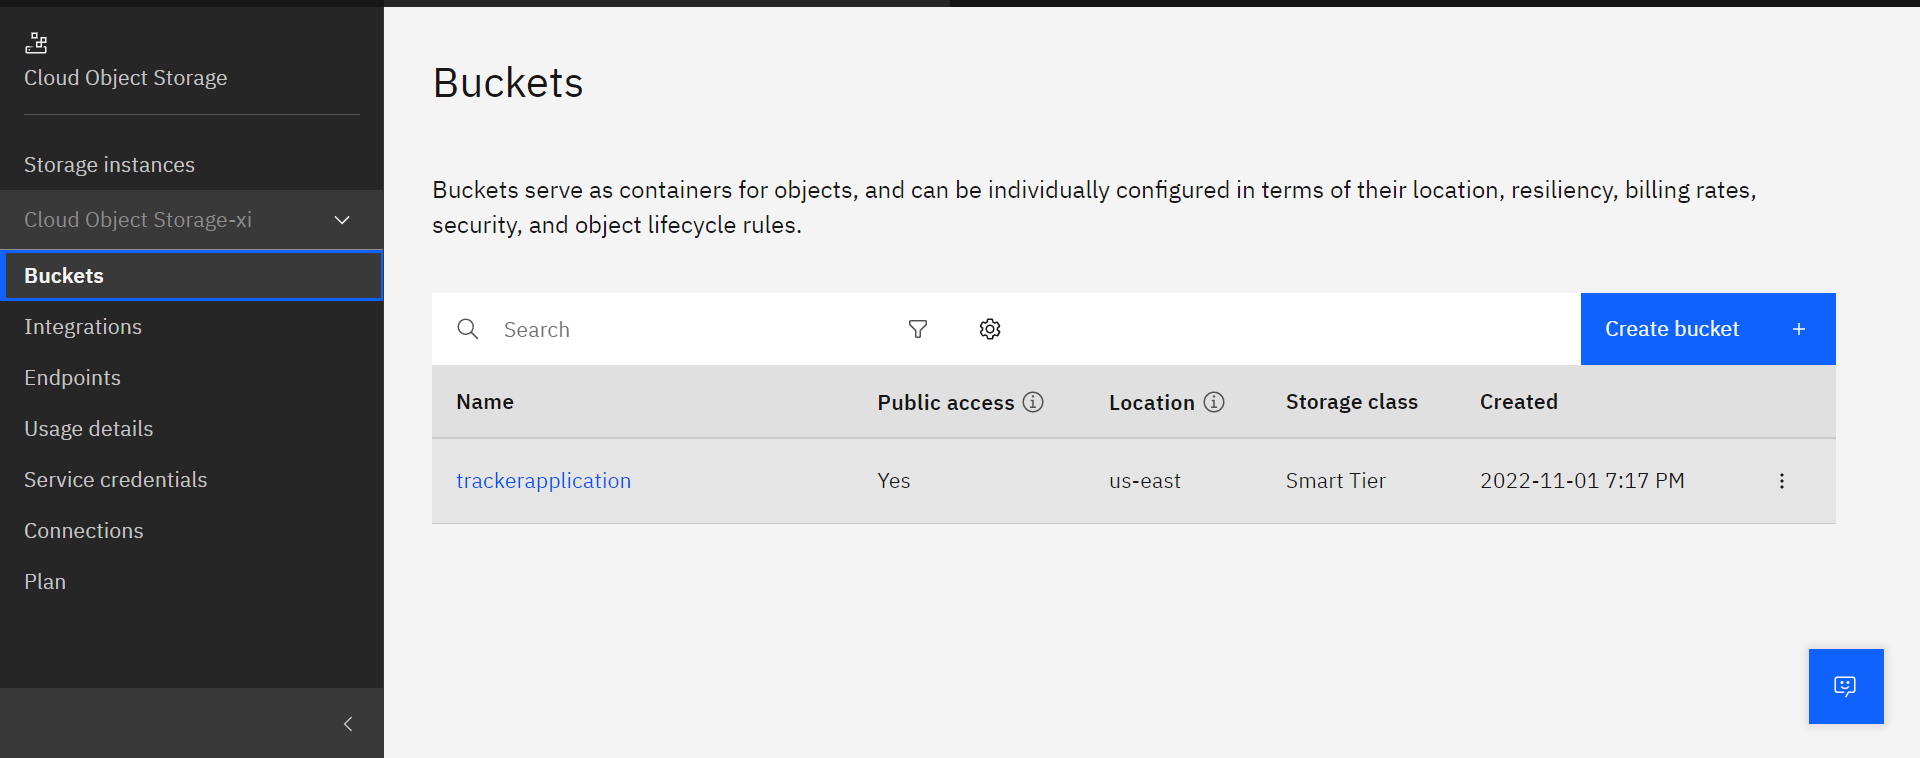 Cloud Object Storage
Storage instances
Cloud Object Storage-xi
Buckets
Integrations
Endpoints
Usage details
Service credentials
Connections
Plan
Buckets
Buckets serve as containers for objects, and can be individually configured in terms of their location, resiliency, billing rates,
security, and object lifecycle rules.
Search
Create bucket +
Name Public access Location Storage class Created
trackerapplication Yes us-east Smart Tier 2022-11-01 7:17 PM